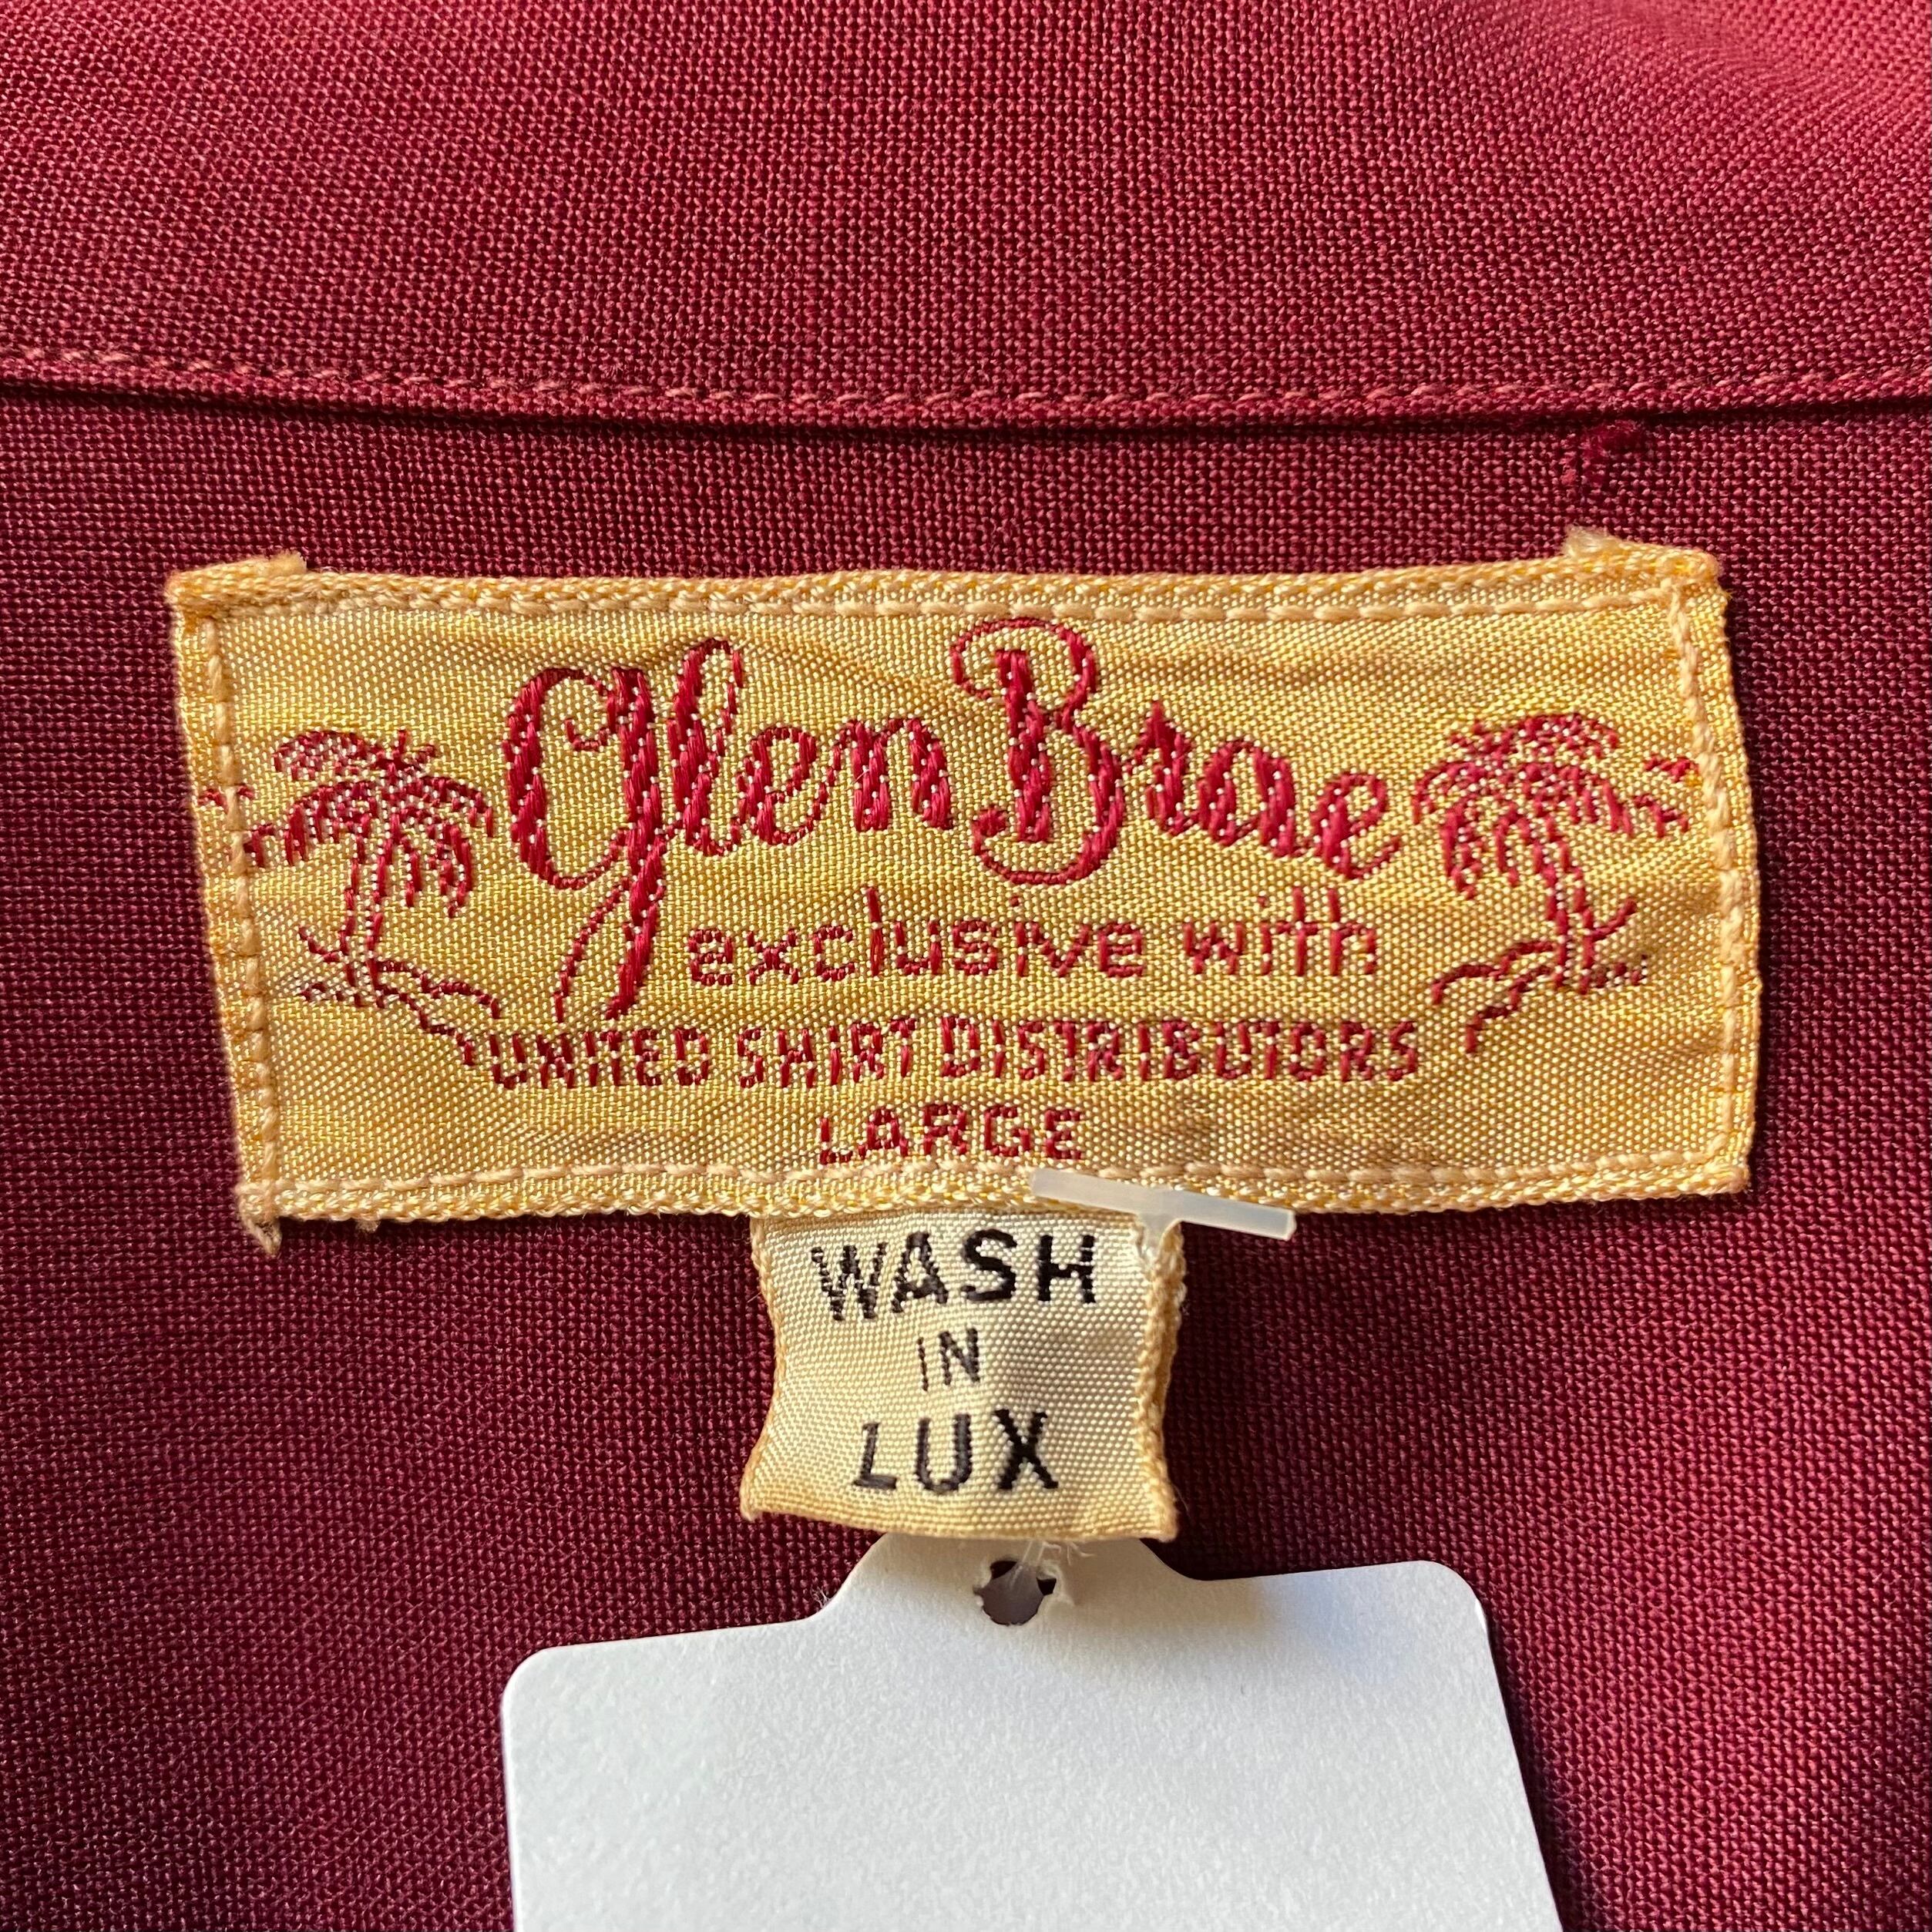 Glen Brae
exclusive with
UNITED SHIRT DISTRIBUTORS
LARGE
WASH
IN
LUX